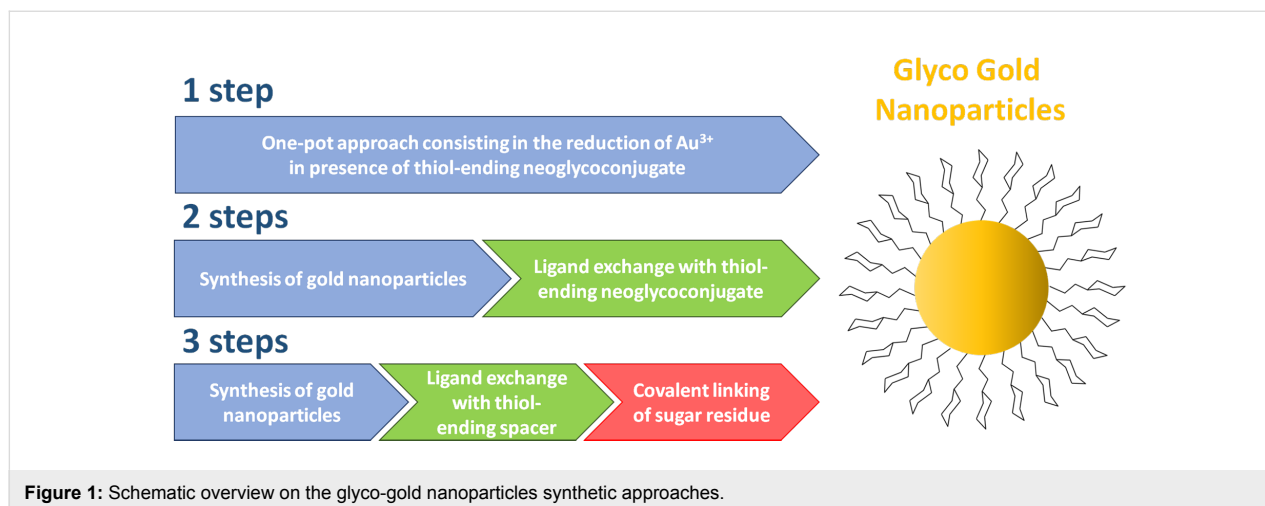 Glyco Gold
Nanoparticles
1 step
One-pot approach consisting in the reduction of Au³⁺
in presence of thiol-ending neoglycoconjugate
2 steps
Synthesis of gold nanoparticles
Ligand exchange with thiol-
ending neoglycoconjugate
3 steps
Synthesis of gold
nanoparticles
Ligand exchange
with thiol-
ending spacer
Covalent linking
of sugar residue
Figure 1: Schematic overview on the glyco-gold nanoparticles synthetic approaches.